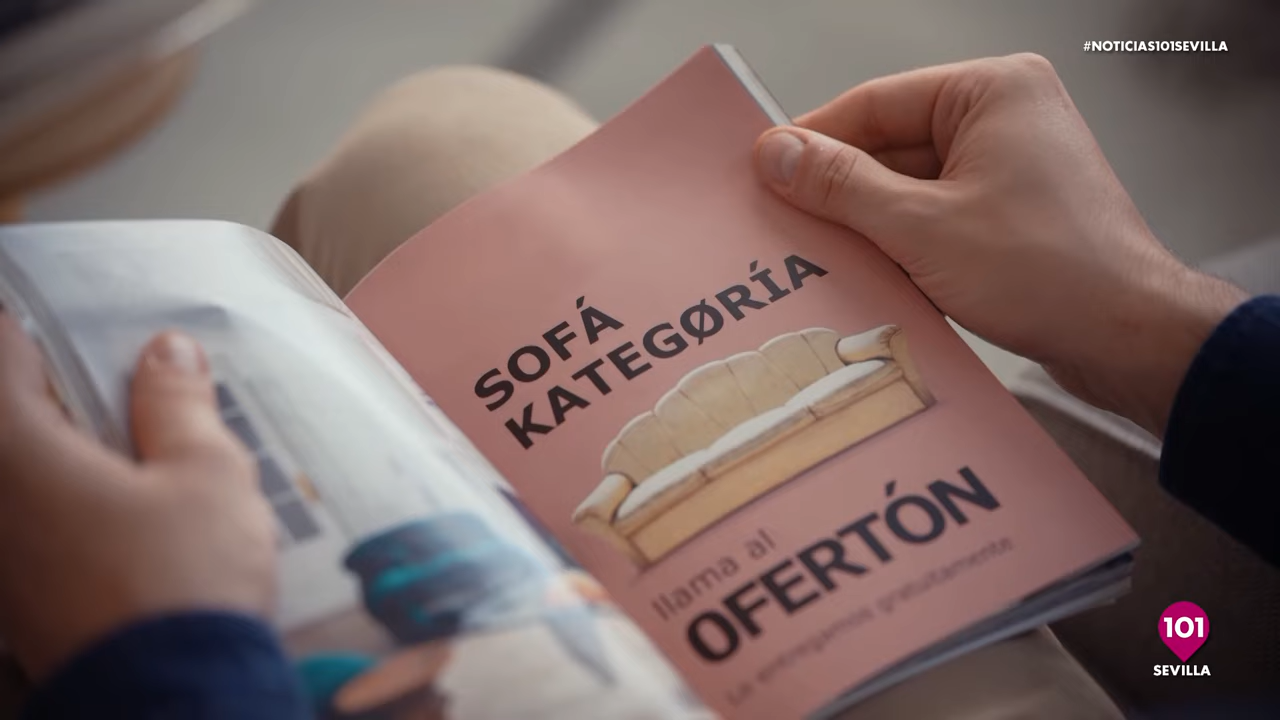 #NOTICIAS101SEVILLA
SOFÁ
KATEGØRÍA
llama al
OFERTÓN
Lo entregamos gratuitamente
101
SEVILLA